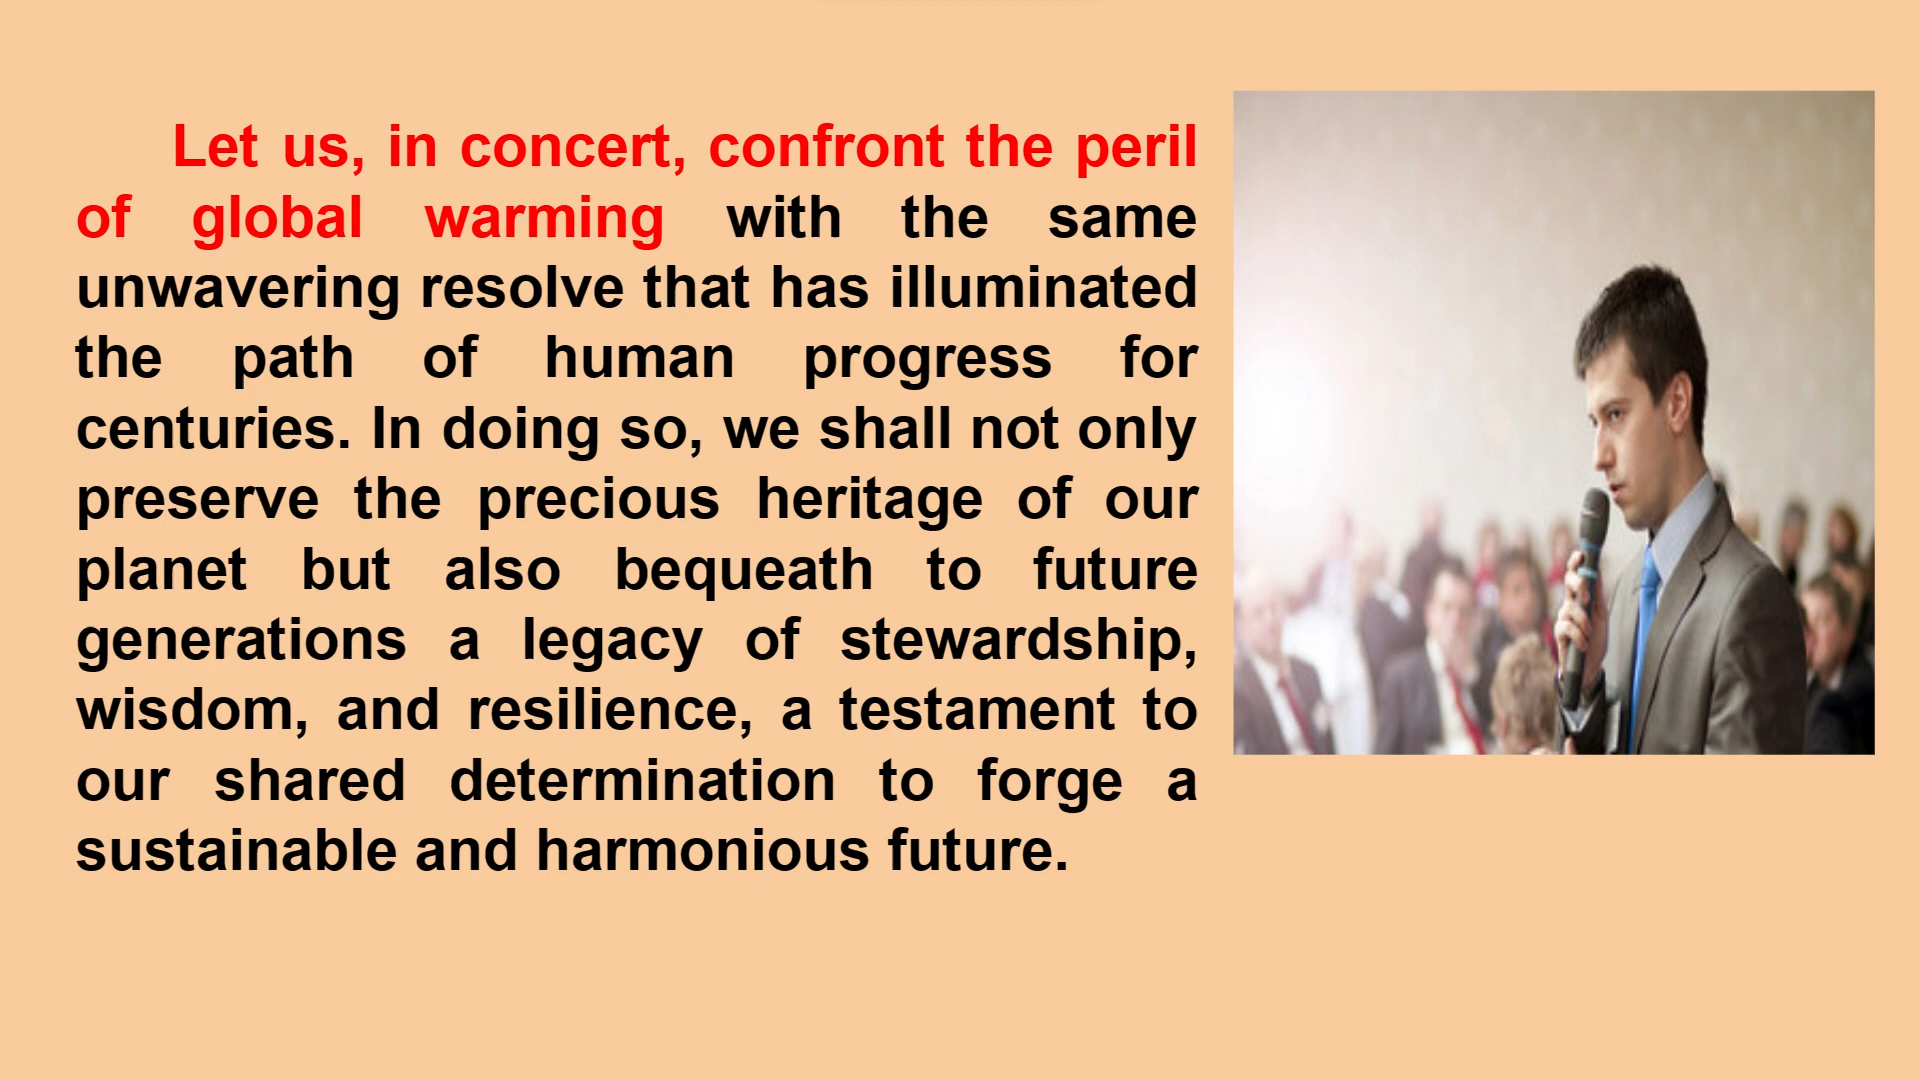 Let us, in concert, confront the peril
of global warming with the same
unwavering resolve that has illuminated
the path of human progress for
centuries. In doing so, we shall not only
preserve the precious heritage of our
planet but also bequeath to future
generations a legacy of stewardship,
wisdom, and resilience, a testament to
our shared determination to forge a
sustainable and harmonious future.